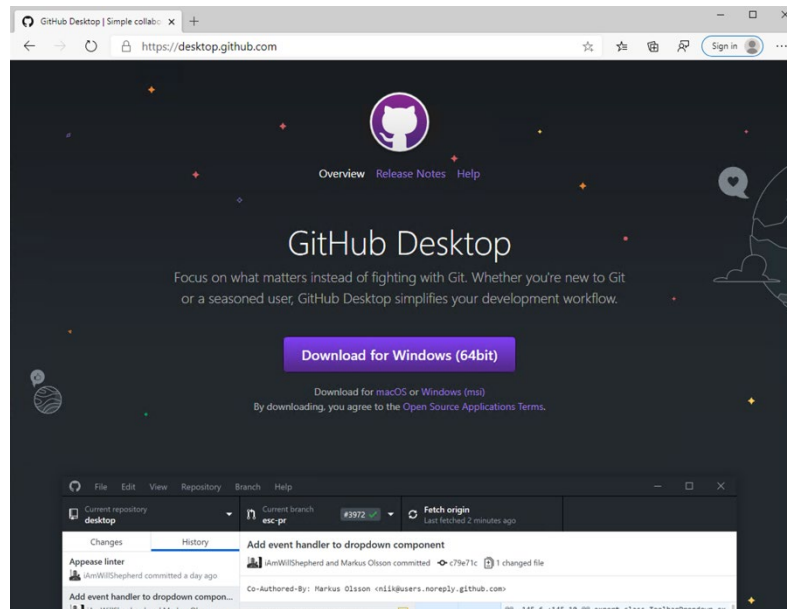 GitHub Desktop | Simple collabo
https://desktop.github.com
Sign in
Overview Release Notes Help
GitHub Desktop
Focus on what matters instead of fighting with Git. Whether you're new to Git
or a seasoned user, GitHub Desktop simplifies your development workflow.
Download for Windows (64bit)
Download for macOS or Windows (msi)
By downloading, you agree to the Open Source Applications Terms.
File Edit View Repository Branch Help
Current repository
desktop
Current branch
esc-pr
#3972
Fetch origin
Last fetched 2 minutes ago
Changes History
Appease linter
iAmWillShepherd committed a day ago
Add event handler to dropdown compon...
Add event handler to dropdown component
iAmWillShepherd and Markus Olsson committed c79e71c 1 changed file
Co-Authored-By: Markus Olsson <niik@users.noreply.github.com>